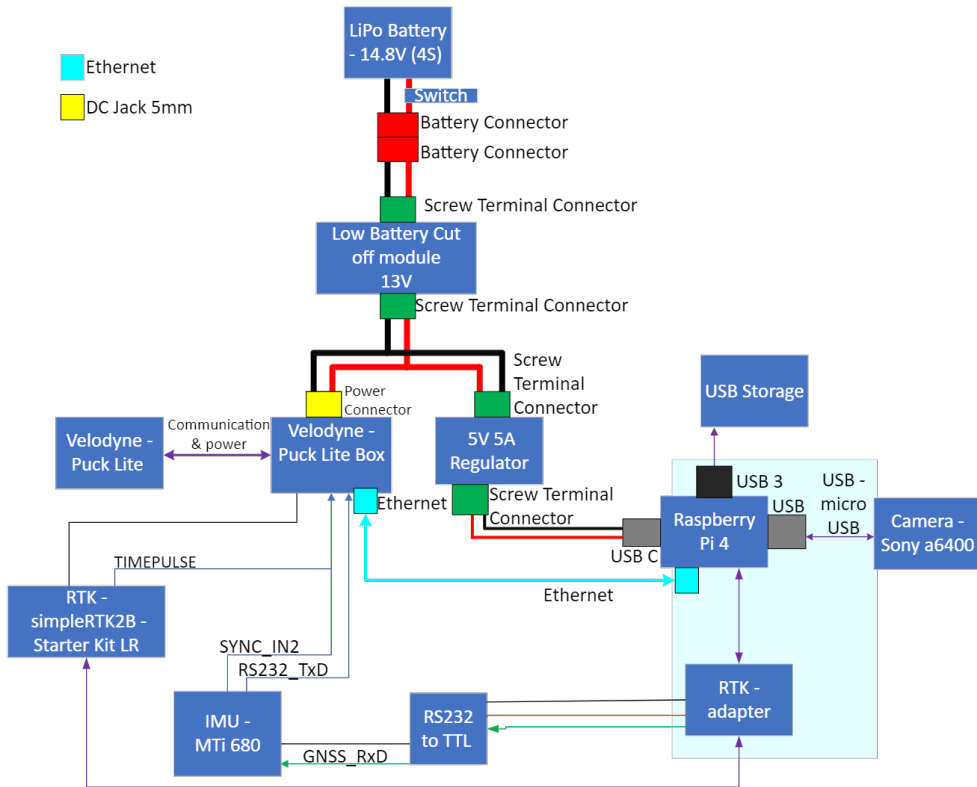 LiPo Battery
- 14.8V (4S)
Ethernet
DC Jack 5mm
Switch
Battery Connector
Battery Connector
Screw Terminal Connector
Low Battery Cut
off module
13V
Screw Terminal Connector
Screw
Terminal
Connector
Power
Connector
USB Storage
Communication
& power
Velodyne -
Puck Lite
Velodyne -
Puck Lite Box
5V 5A
Regulator
Ethernet
Screw Terminal
Connector
USB 3
USB C
Raspberry
Pi 4
USB
USB -
micro
USB
Camera -
Sony a6400
TIMEPULSE
Ethernet
RTK -
simpleRTK2B -
Starter Kit LR
SYNC_IN2
RS232_TxD
IMU -
MTi 680
GNSS_RxD
RS232
to TTL
RTK -
adapter